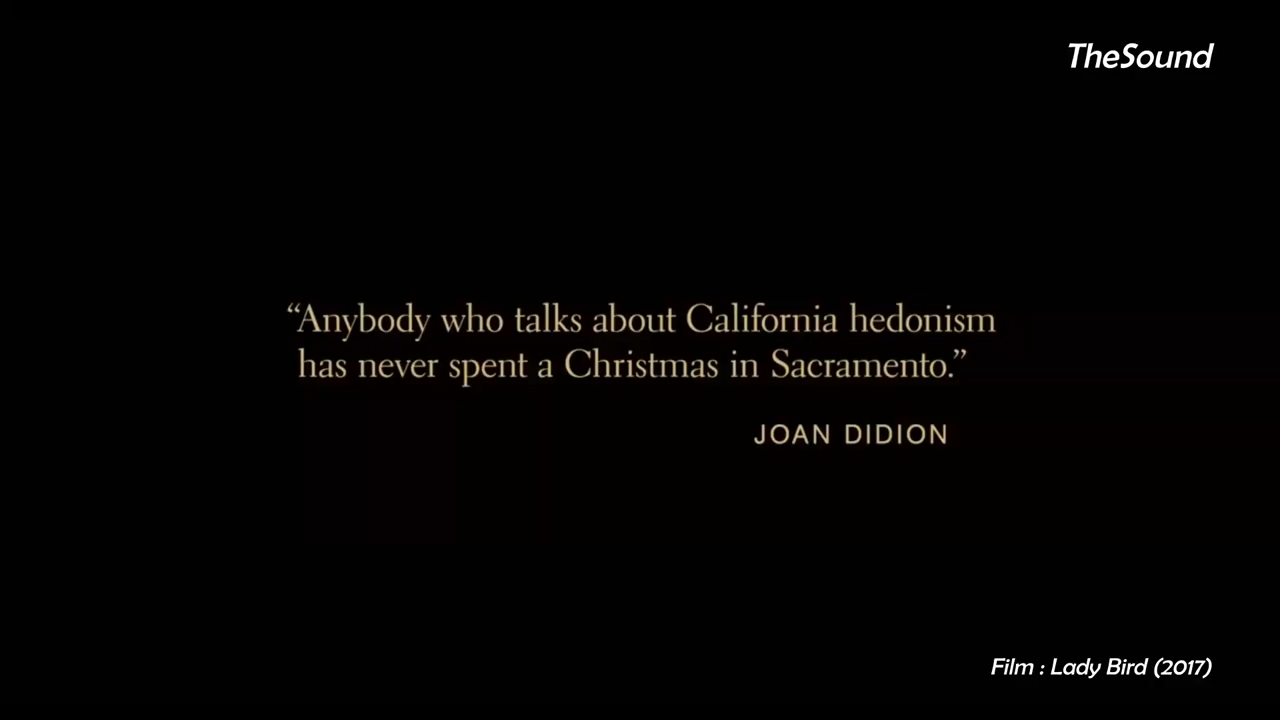 TheSound
“Anybody who talks about California hedonism
has never spent a Christmas in Sacramento.”
JOAN DIDION
Film : Lady Bird (2017)